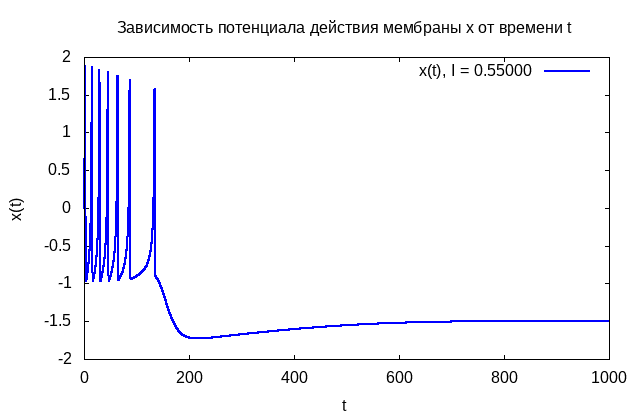 Зависимость потенциала действия мембраны x от времени t
x(t), I = 0.55000
2
1.5
1
0.5
0
-0.5
-1
-1.5
-2
x(t)
0 200 400 600 800 1000
t